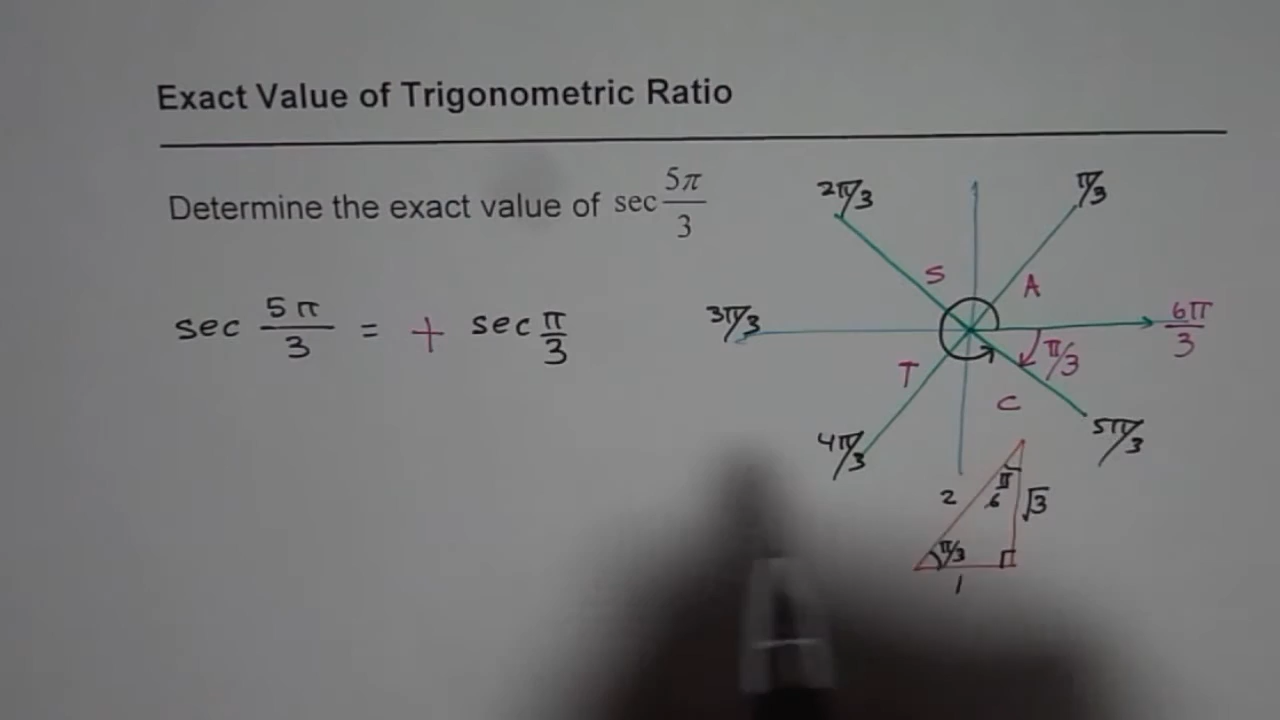 Exact Value of Trigonometric Ratio
Determine the exact value of sec 5π/3
sec 5π/3 = + sec π/3
2π/3
π/3
S
A
3π/3
6π/3
π/3
T
C
4π/3
5π/3
2
π/6
√3
π/3
1